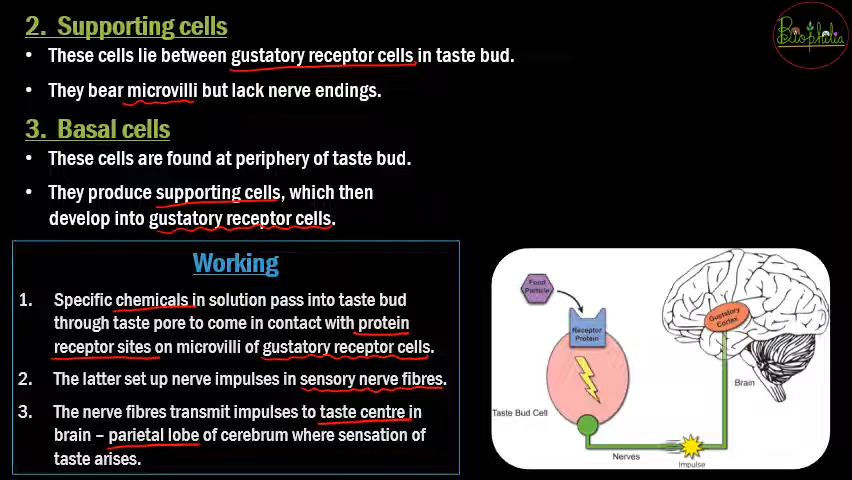 2. Supporting cells
• These cells lie between gustatory receptor cells in taste bud.
• They bear microvilli but lack nerve endings.
3. Basal cells
• These cells are found at periphery of taste bud.
• They produce supporting cells, which then
develop into gustatory receptor cells.
Working
1. Specific chemicals in solution pass into taste bud
through taste pore to come in contact with protein
receptor sites on microvilli of gustatory receptor cells.
2. The latter set up nerve impulses in sensory nerve fibres.
3. The nerve fibres transmit impulses to taste centre in
brain – parietal lobe of cerebrum where sensation of
taste arises.
Biophilia
Food
Particle
Receptor
Protein
Taste Bud Cell
Nerves
Impulse
Brain
Gustatory
Cortex